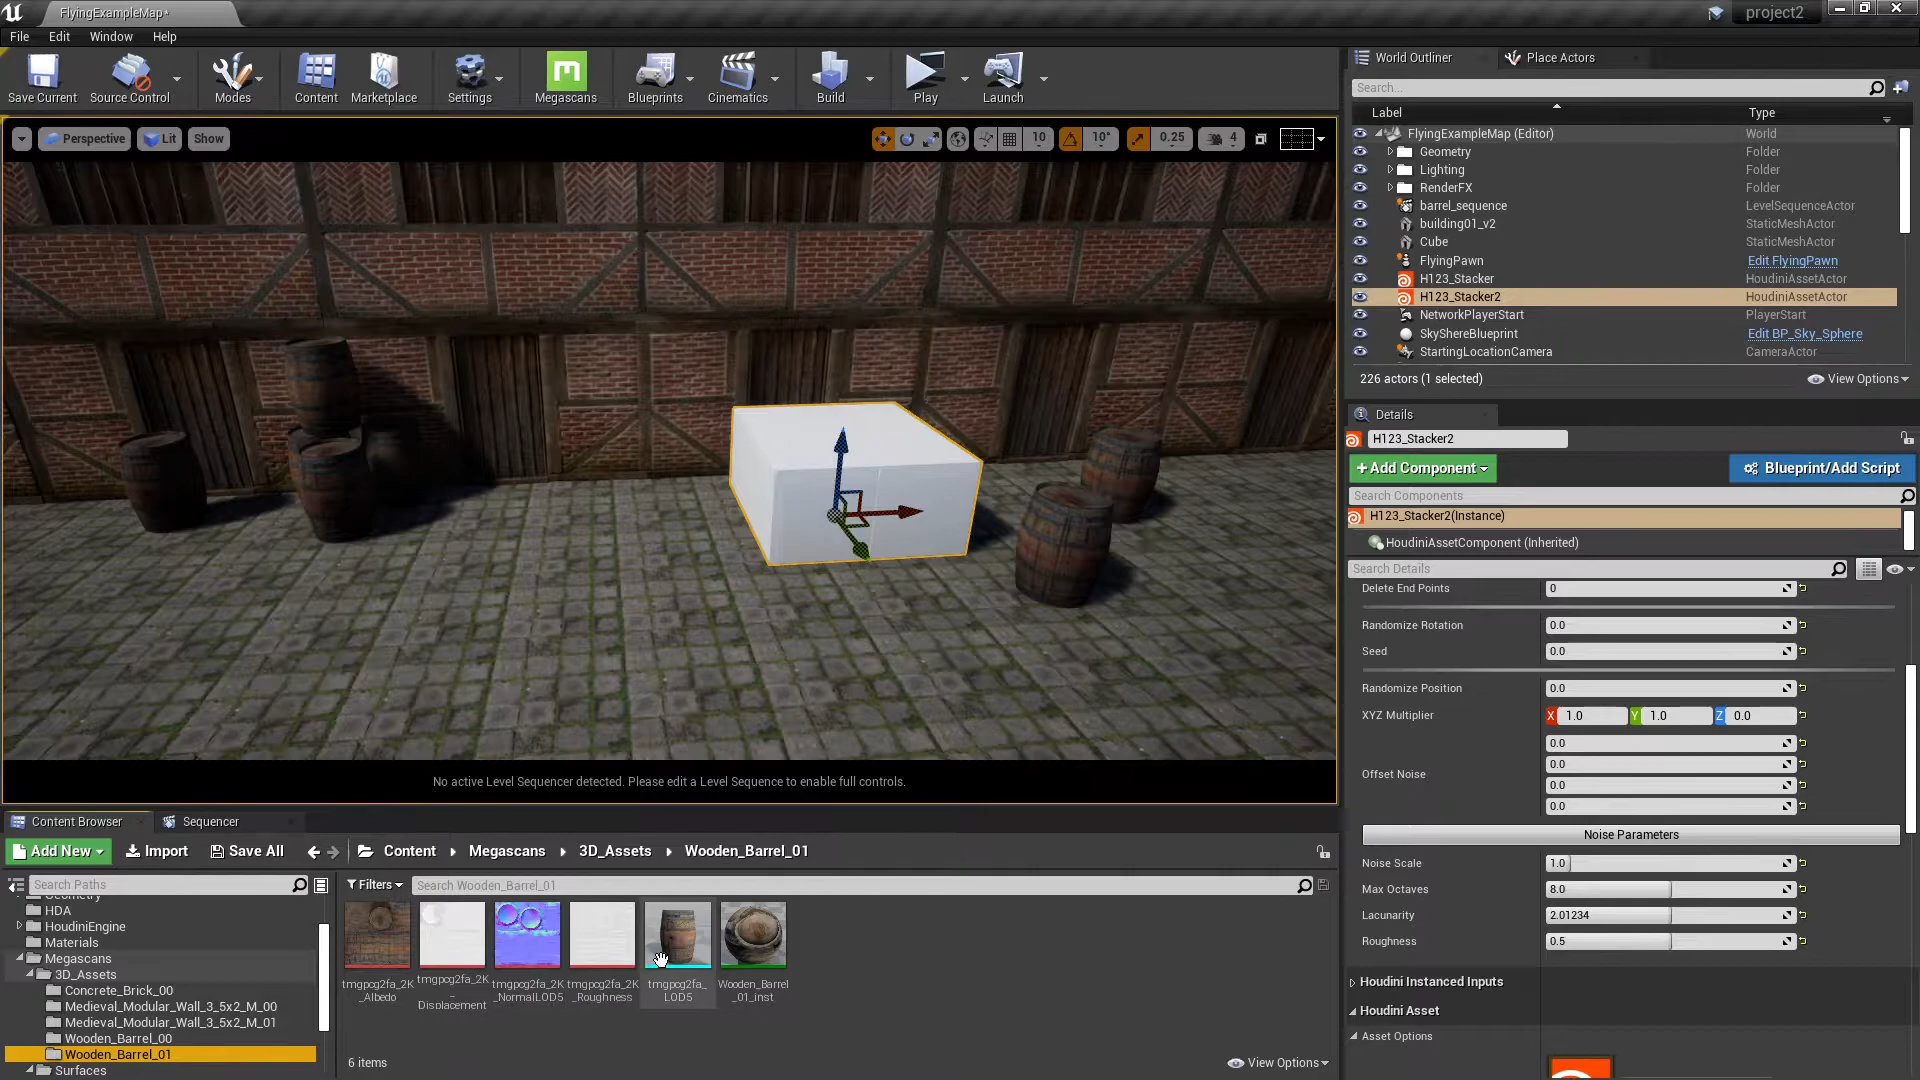 FlyingExampleMap*
project2
File
Edit
Window
Help
Save Current
Source Control
Modes
Content
Marketplace
Settings
Megascans
Blueprints
Cinematics
Build
Play
Launch
Perspective
Lit
Show
10
10°
0.25
4
No active Level Sequencer detected. Please edit a Level Sequence to enable full controls.
World Outliner
Place Actors
Search...
Label
Type
FlyingExampleMap (Editor)
World
Geometry
Folder
Lighting
Folder
RenderFX
Folder
barrel_sequence
LevelSequenceActor
building01_v2
StaticMeshActor
Cube
StaticMeshActor
FlyingPawn
Edit FlyingPawn
H123_Stacker
HoudiniAssetActor
H123_Stacker2
HoudiniAssetActor
NetworkPlayerStart
PlayerStart
SkyShereBlueprint
Edit BP_Sky_Sphere
StartingLocationCamera
CameraActor
226 actors (1 selected)
View Options
Details
H123_Stacker2
+Add Component
Blueprint/Add Script
Search Components
H123_Stacker2(Instance)
HoudiniAssetComponent (Inherited)
Search Details
Delete End Points
0
Randomize Rotation
0.0
Seed
0.0
Randomize Position
0.0
XYZ Multiplier
X 1.0
Y 1.0
Z 0.0
Offset Noise
0.0
0.0
0.0
0.0
Noise Parameters
Noise Scale
1.0
Max Octaves
8.0
Lacunarity
2.01234
Roughness
0.5
Houdini Instanced Inputs
Houdini Asset
Asset Options
Content Browser
Sequencer
Add New
Import
Save All
Content
Megascans
3D_Assets
Wooden_Barrel_01
Search Paths
Filters
Search Wooden_Barrel_01
Geometry
HDA
HoudiniEngine
Materials
Megascans
3D_Assets
Concrete_Brick_00
Medieval_Modular_Wall_3_5x2_M_00
Medieval_Modular_Wall_3_5x2_M_01
Wooden_Barrel_00
Wooden_Barrel_01
Surfaces
tmgpcg2fa_2K
_Albedo
tmgpcg2fa_2K
_
Displacement
tmgpcg2fa_2K
_NormalLOD5
tmgpcg2fa_2K
_Roughness
tmgpcg2fa_
LOD5
Wooden_Barrel
_01_inst
6 items
View Options